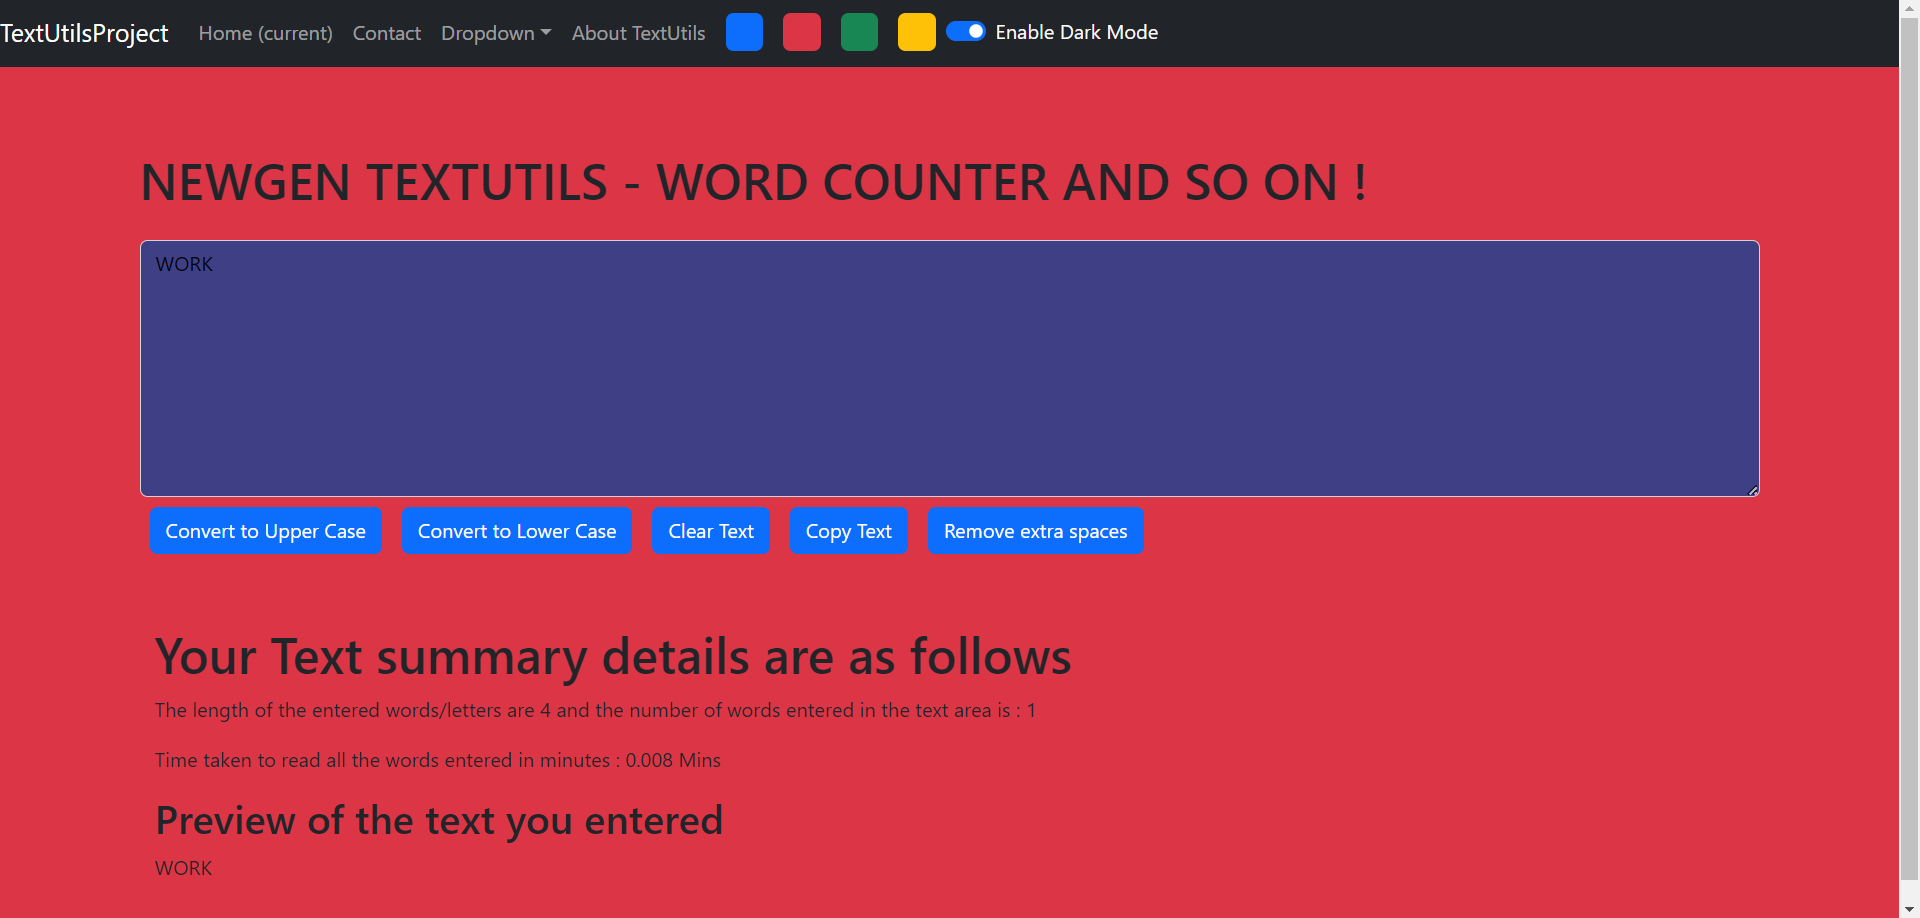 TextUtilsProject Home (current) Contact Dropdown About TextUtils Enable Dark Mode
NEWGEN TEXTUTILS - WORD COUNTER AND SO ON !
WORK
Convert to Upper Case Convert to Lower Case Clear Text Copy Text Remove extra spaces
Your Text summary details are as follows
The length of the entered words/letters are 4 and the number of words entered in the text area is : 1
Time taken to read all the words entered in minutes : 0.008 Mins
Preview of the text you entered
WORK